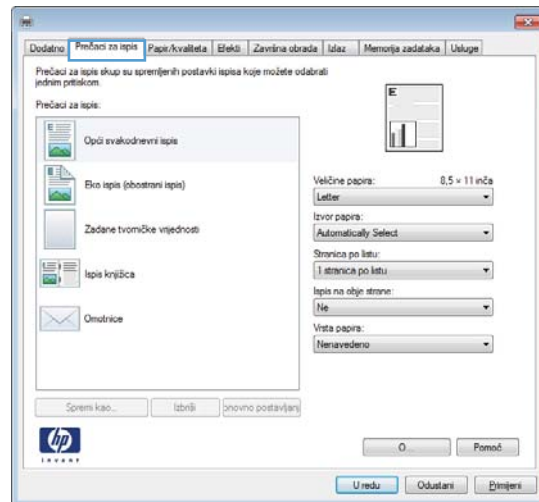 Dodatno Prečaci za ispis Papir/kvaliteta Efekti Završna obrada Izlaz Memorija zadataka Usluge
Prečaci za ispis skup su spremljenih postavki ispisa koje možete odabrati
jednim pritiskom.
Prečaci za ispis:
E
E
Opći svakodnevni ispis
E
Eko ispis (obostrani ispis)
Veličine papira: 8,5 × 11 inča
Letter
Zadane tvorničke vrijednosti
Izvor papira:
Automatically Select
Stranica po listu:
1 stranica po listu
Ispis knjižica
Ispis na obje strane:
Ne
Omotnice
Vrsta papira:
Nenavedeno
Spremi kao... Izbriši ponovno postavljanj
hp
invent
O... Pomoć
U redu Odustani Primijeni